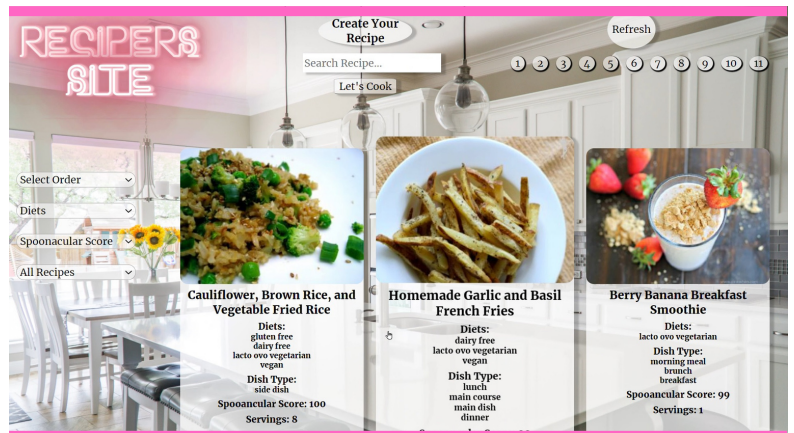 RECIPERS
SITE
Create Your
Recipe
Search Recipe...
Let's Cook
Refresh
1 2 3 4 5 6 7 8 9 10 11
Select Order
Diets
Spoonacular Score
All Recipes
Cauliflower, Brown Rice, and
Vegetable Fried Rice
Diets:
gluten free
dairy free
lacto ovo vegetarian
vegan
Dish Type:
side dish
Spooancular Score: 100
Servings: 8
Homemade Garlic and Basil
French Fries
Diets:
dairy free
lacto ovo vegetarian
vegan
Dish Type:
lunch
main course
main dish
dinner
Berry Banana Breakfast
Smoothie
Diets:
lacto ovo vegetarian
Dish Type:
morning meal
brunch
breakfast
Spooancular Score: 99
Servings: 1